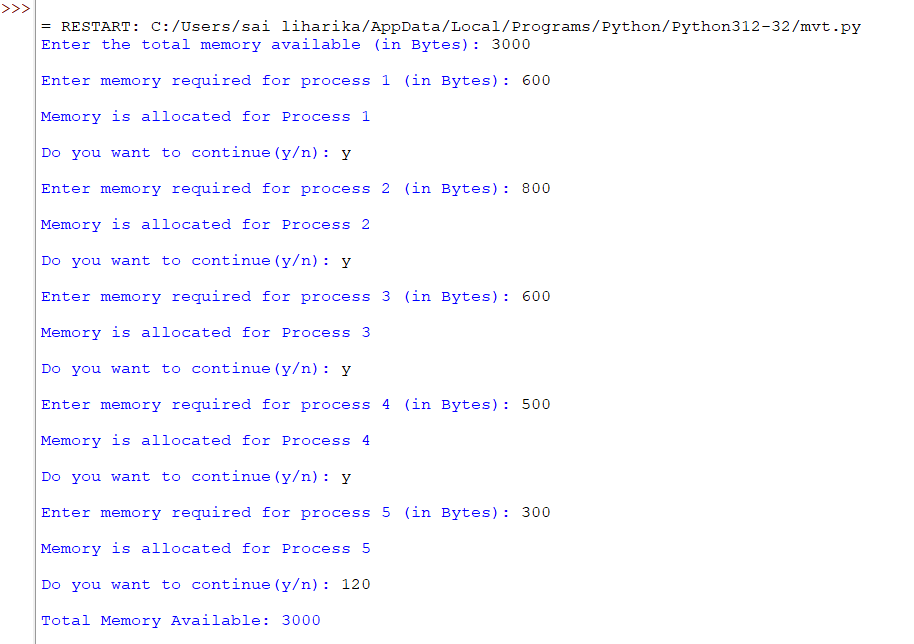 >>>
= RESTART: C:/Users/sai liharika/AppData/Local/Programs/Python/Python312-32/mvt.py
Enter the total memory available (in Bytes): 3000
Enter memory required for process 1 (in Bytes): 600
Memory is allocated for Process 1
Do you want to continue(y/n): y
Enter memory required for process 2 (in Bytes): 800
Memory is allocated for Process 2
Do you want to continue(y/n): y
Enter memory required for process 3 (in Bytes): 600
Memory is allocated for Process 3
Do you want to continue(y/n): y
Enter memory required for process 4 (in Bytes): 500
Memory is allocated for Process 4
Do you want to continue(y/n): y
Enter memory required for process 5 (in Bytes): 300
Memory is allocated for Process 5
Do you want to continue(y/n): 120
Total Memory Available: 3000